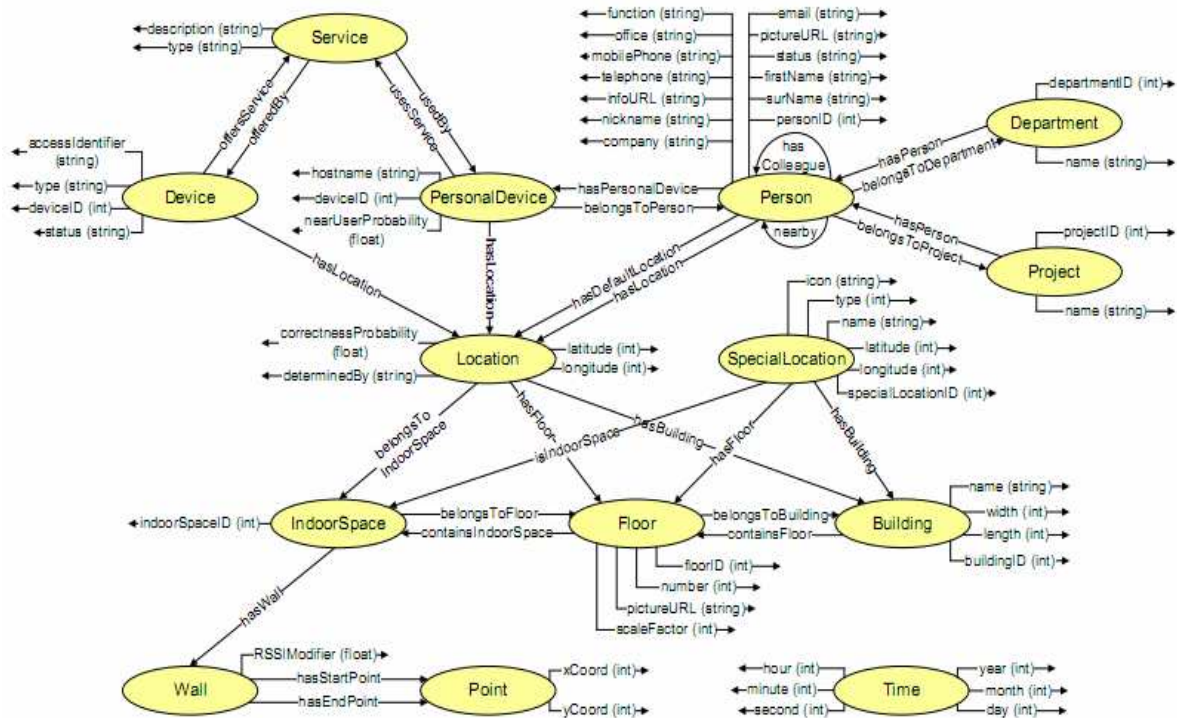 description (string)
type (string)
Service
function (string)
office (string)
mobilePhone (string)
telephone (string)
infoURL (string)
nickname (string)
company (string)
email (string)
pictureURL (string)
status (string)
firstName (string)
surName (string)
personID (int)
departmentID (int)
Department
name (string)
offersService
offeredBy
usedBy
usesService
has
Colleague
hasPerson
belongsToDepartment
accessIdentifier
(string)
type (string)
deviceID (int)
status (string)
Device
hostname (string)
deviceID (int)
nearUserProbability
(float)
PersonalDevice
hasPersonalDevice
belongsToPerson
Person
nearby
hasPerson
belongsToProject
projectID (int)
Project
name (string)
hasLocation
hasLocation
hasDefaultLocation
hasLocation
icon (string)
type (int)
name (string)
latitude (int)
longitude (int)
specialLocationID (int)
SpecialLocation
correctnessProbability
(float)
determinedBy (string)
Location
latitude (int)
longitude (int)
belongsTo
IndoorSpace
hasFloor
isIndoorSpace
hasBuilding
hasFloor
hasBuilding
indoorSpaceID (int)
IndoorSpace
belongsToFloor
containsIndoorSpace
Floor
belongsToBuilding
containsFloor
Building
name (string)
width (int)
length (int)
buildingID (int)
floorID (int)
number (int)
pictureURL (string)
scaleFactor (int)
hasWall
Wall
RSSIModifier (float)
hasStartPoint
hasEndPoint
Point
xCoord (int)
yCoord (int)
hour (int)
minute (int)
second (int)
Time
year (int)
month (int)
day (int)